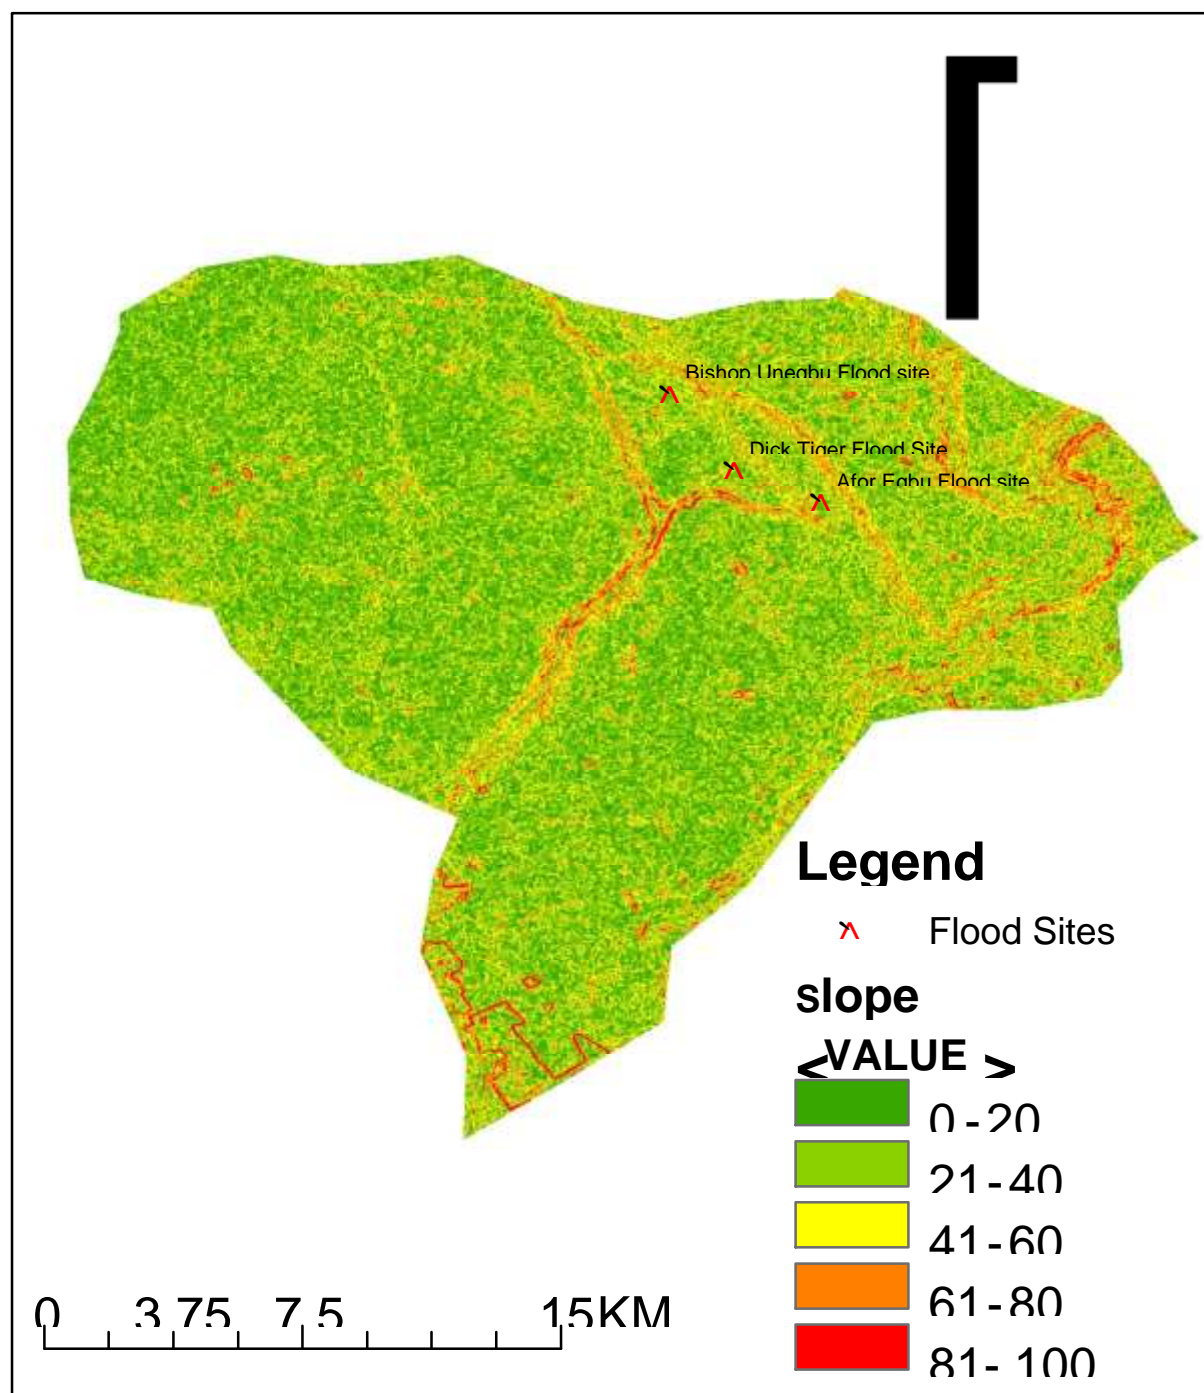 Bishop Unegbu Flood site
Dick Tiger Flood Site
Afor Egbu Flood site
Legend
Flood Sites
slope
<VALUE >
0-20
21-40
41-60
61-80
81- 100
0 3.75 7.5 15KM